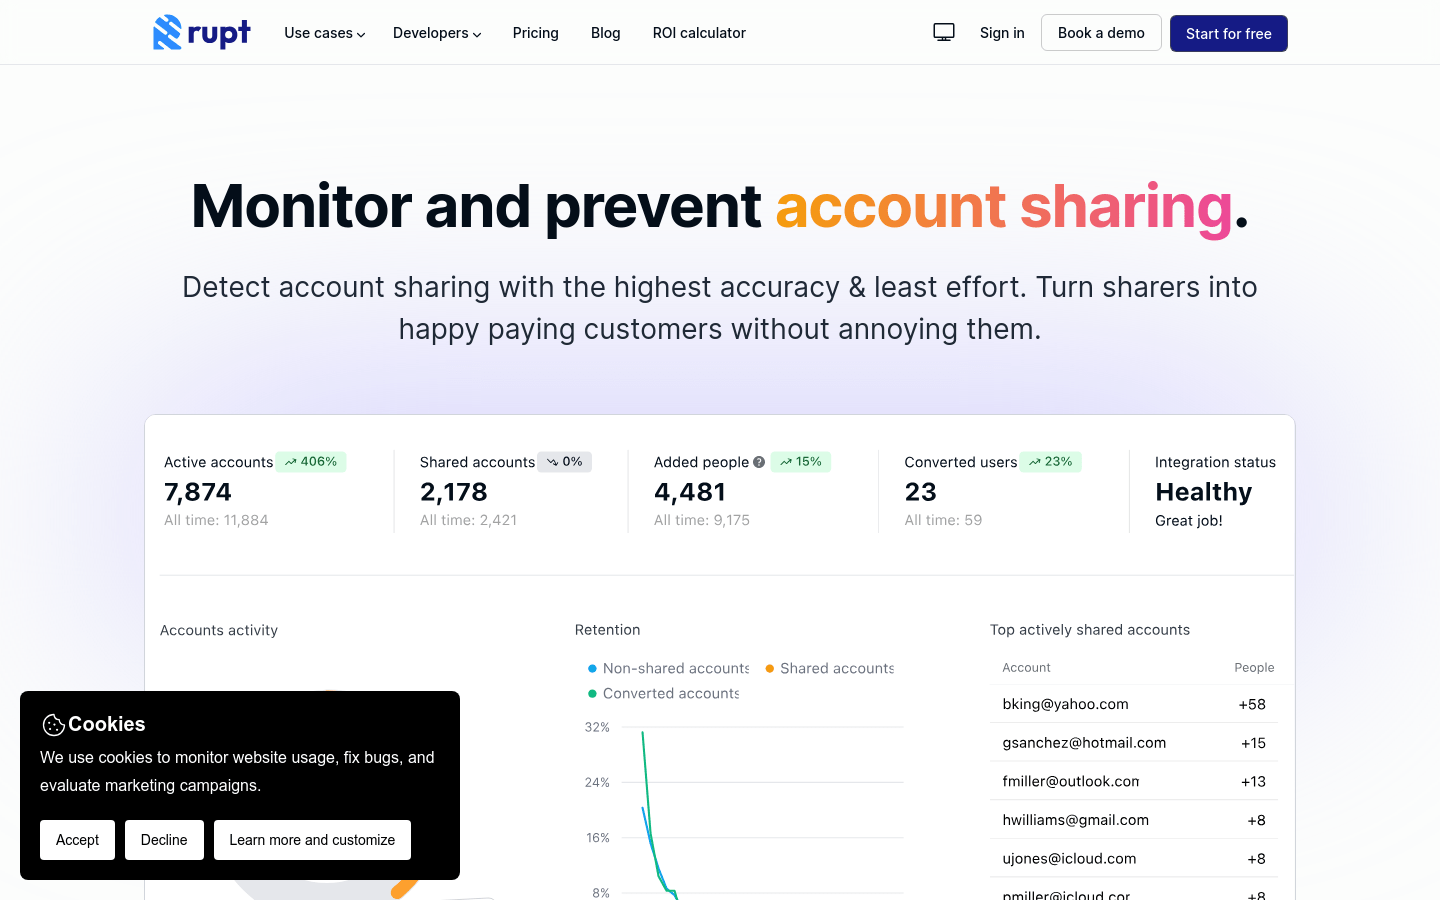 rupt
Use cases
Developers
Pricing
Blog
ROI calculator
Sign in
Book a demo
Start for free
Monitor and prevent account sharing.
Detect account sharing with the highest accuracy & least effort. Turn sharers into
happy paying customers without annoying them.
Active accounts 406%
7,874
All time: 11,884
Shared accounts 0%
2,178
All time: 2,421
Added people ? 15%
4,481
All time: 9,175
Converted users 23%
23
All time: 59
Integration status
Healthy
Great job!
Accounts activity
Retention
Non-shared accounts
Shared accounts
Converted accounts
32%
24%
16%
8%
Top actively shared accounts
Account People
bking@yahoo.com +58
gsanchez@hotmail.com +15
fmiller@outlook.com +13
hwilliams@gmail.com +8
ujones@icloud.com +8
pmiller@icloud.cor +8
Cookies
We use cookies to monitor website usage, fix bugs, and
evaluate marketing campaigns.
Accept
Decline
Learn more and customize